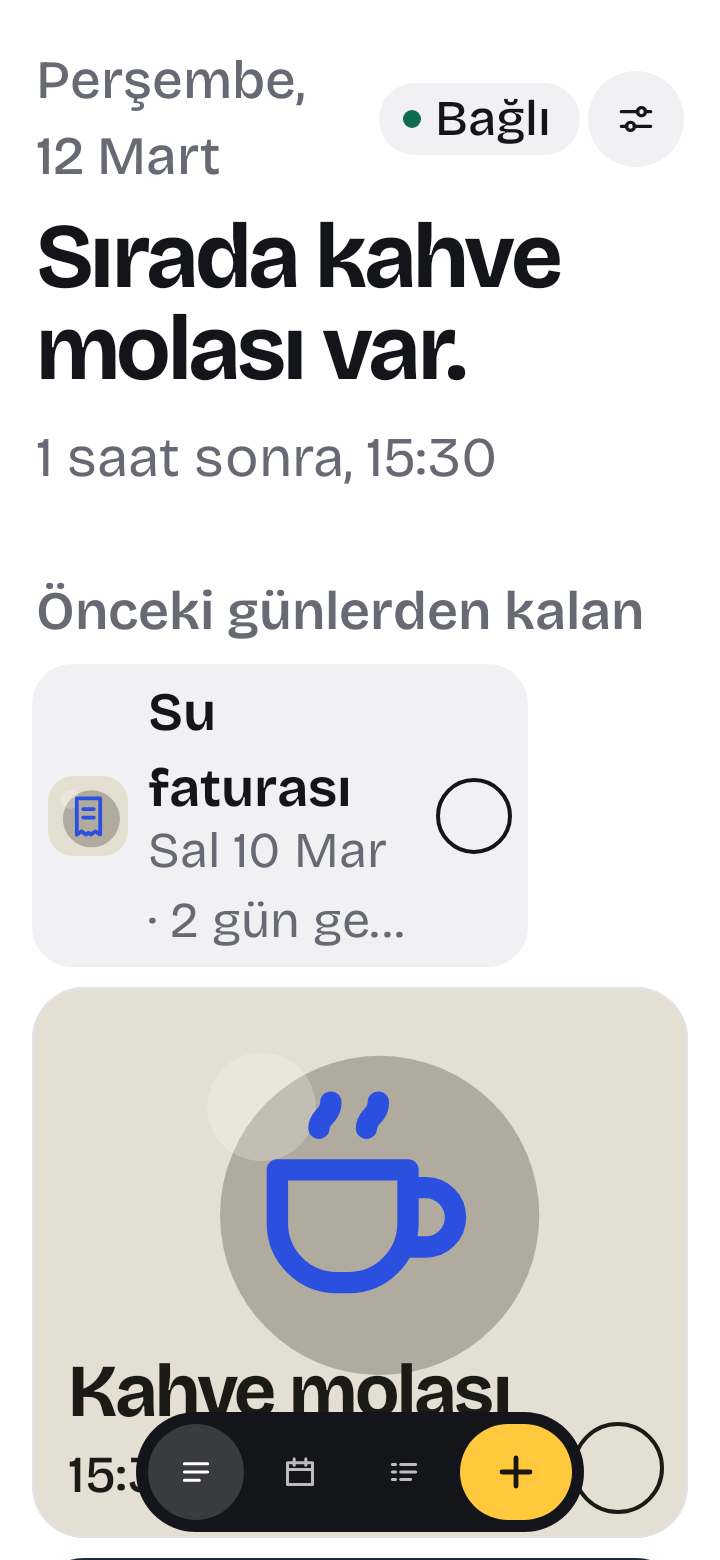 Perşembe,
12 Mart
Bağlı
Sırada kahve
molası var.
1 saat sonra, 15:30
Önceki günlerden kalan
Su
faturası
Sal 10 Mar
· 2 gün ge...
Kahve molası